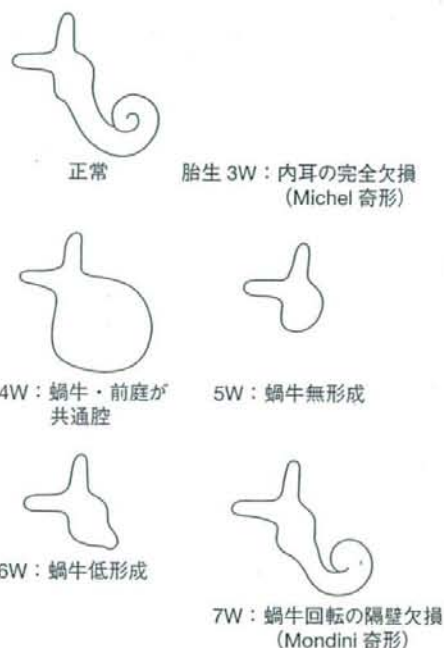 正常
胎生 3W：内耳の完全欠損
（Michel 奇形）
4W：蝸牛・前庭が
共通腔
5W：蝸牛無形成
6W：蝸牛低形成
7W：蝸牛回転の隔壁欠損
（Mondini 奇形）